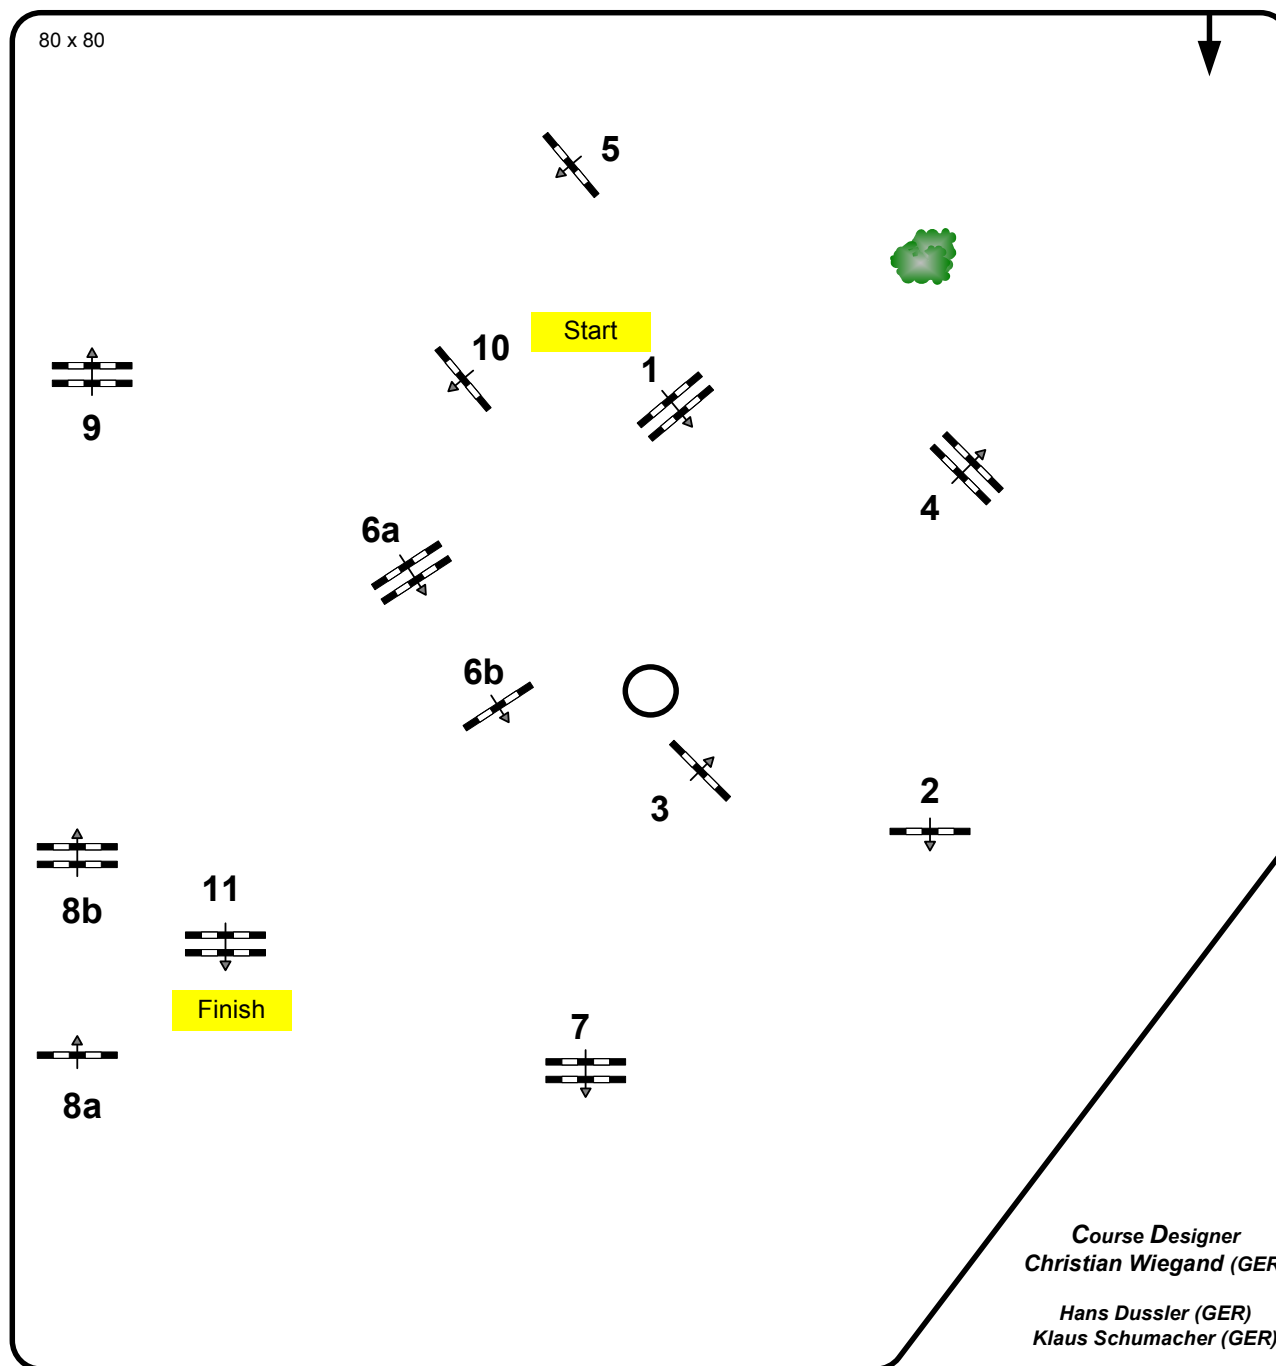 80 x 80
5
Start
10
1
9
4
6a
6b
2
3
11
8b
Finish
7
8a
Course Designer
Christian Wiegand (GER
Hans Dussler (GER)
Klaus Schumacher (GER)